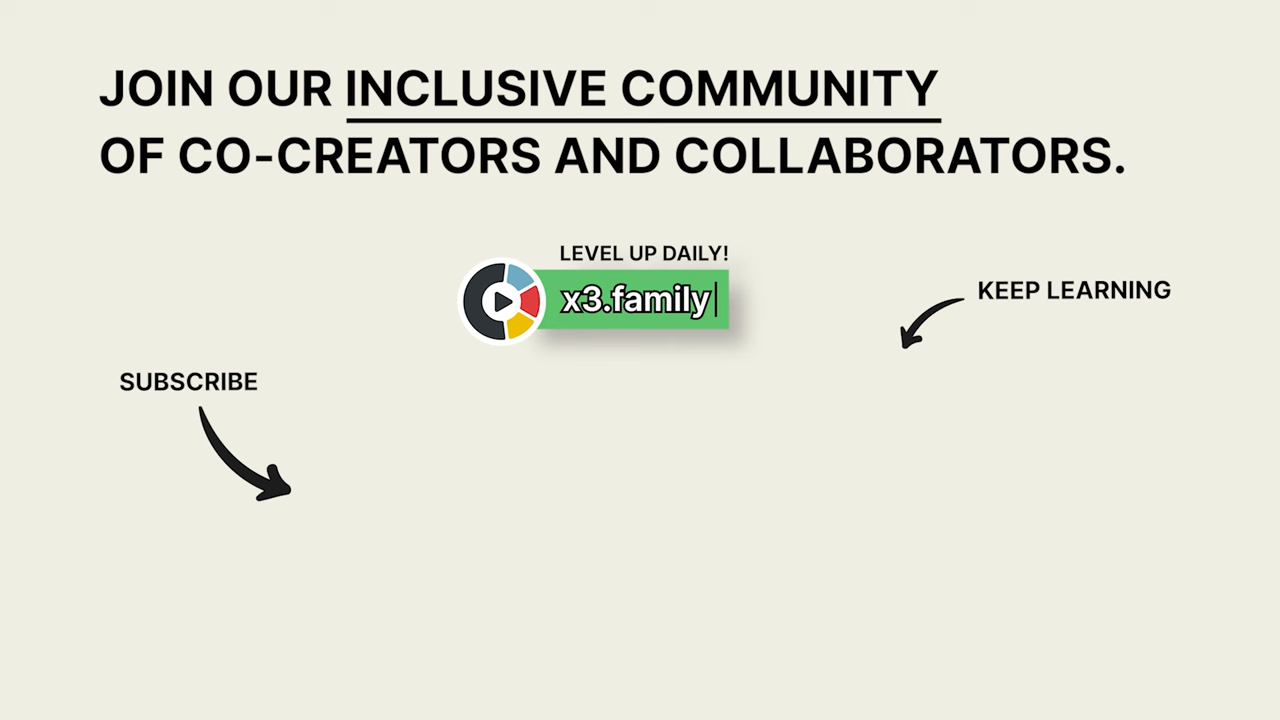 JOIN OUR INCLUSIVE COMMUNITY
OF CO-CREATORS AND COLLABORATORS.
LEVEL UP DAILY!
x3.family
KEEP LEARNING
SUBSCRIBE